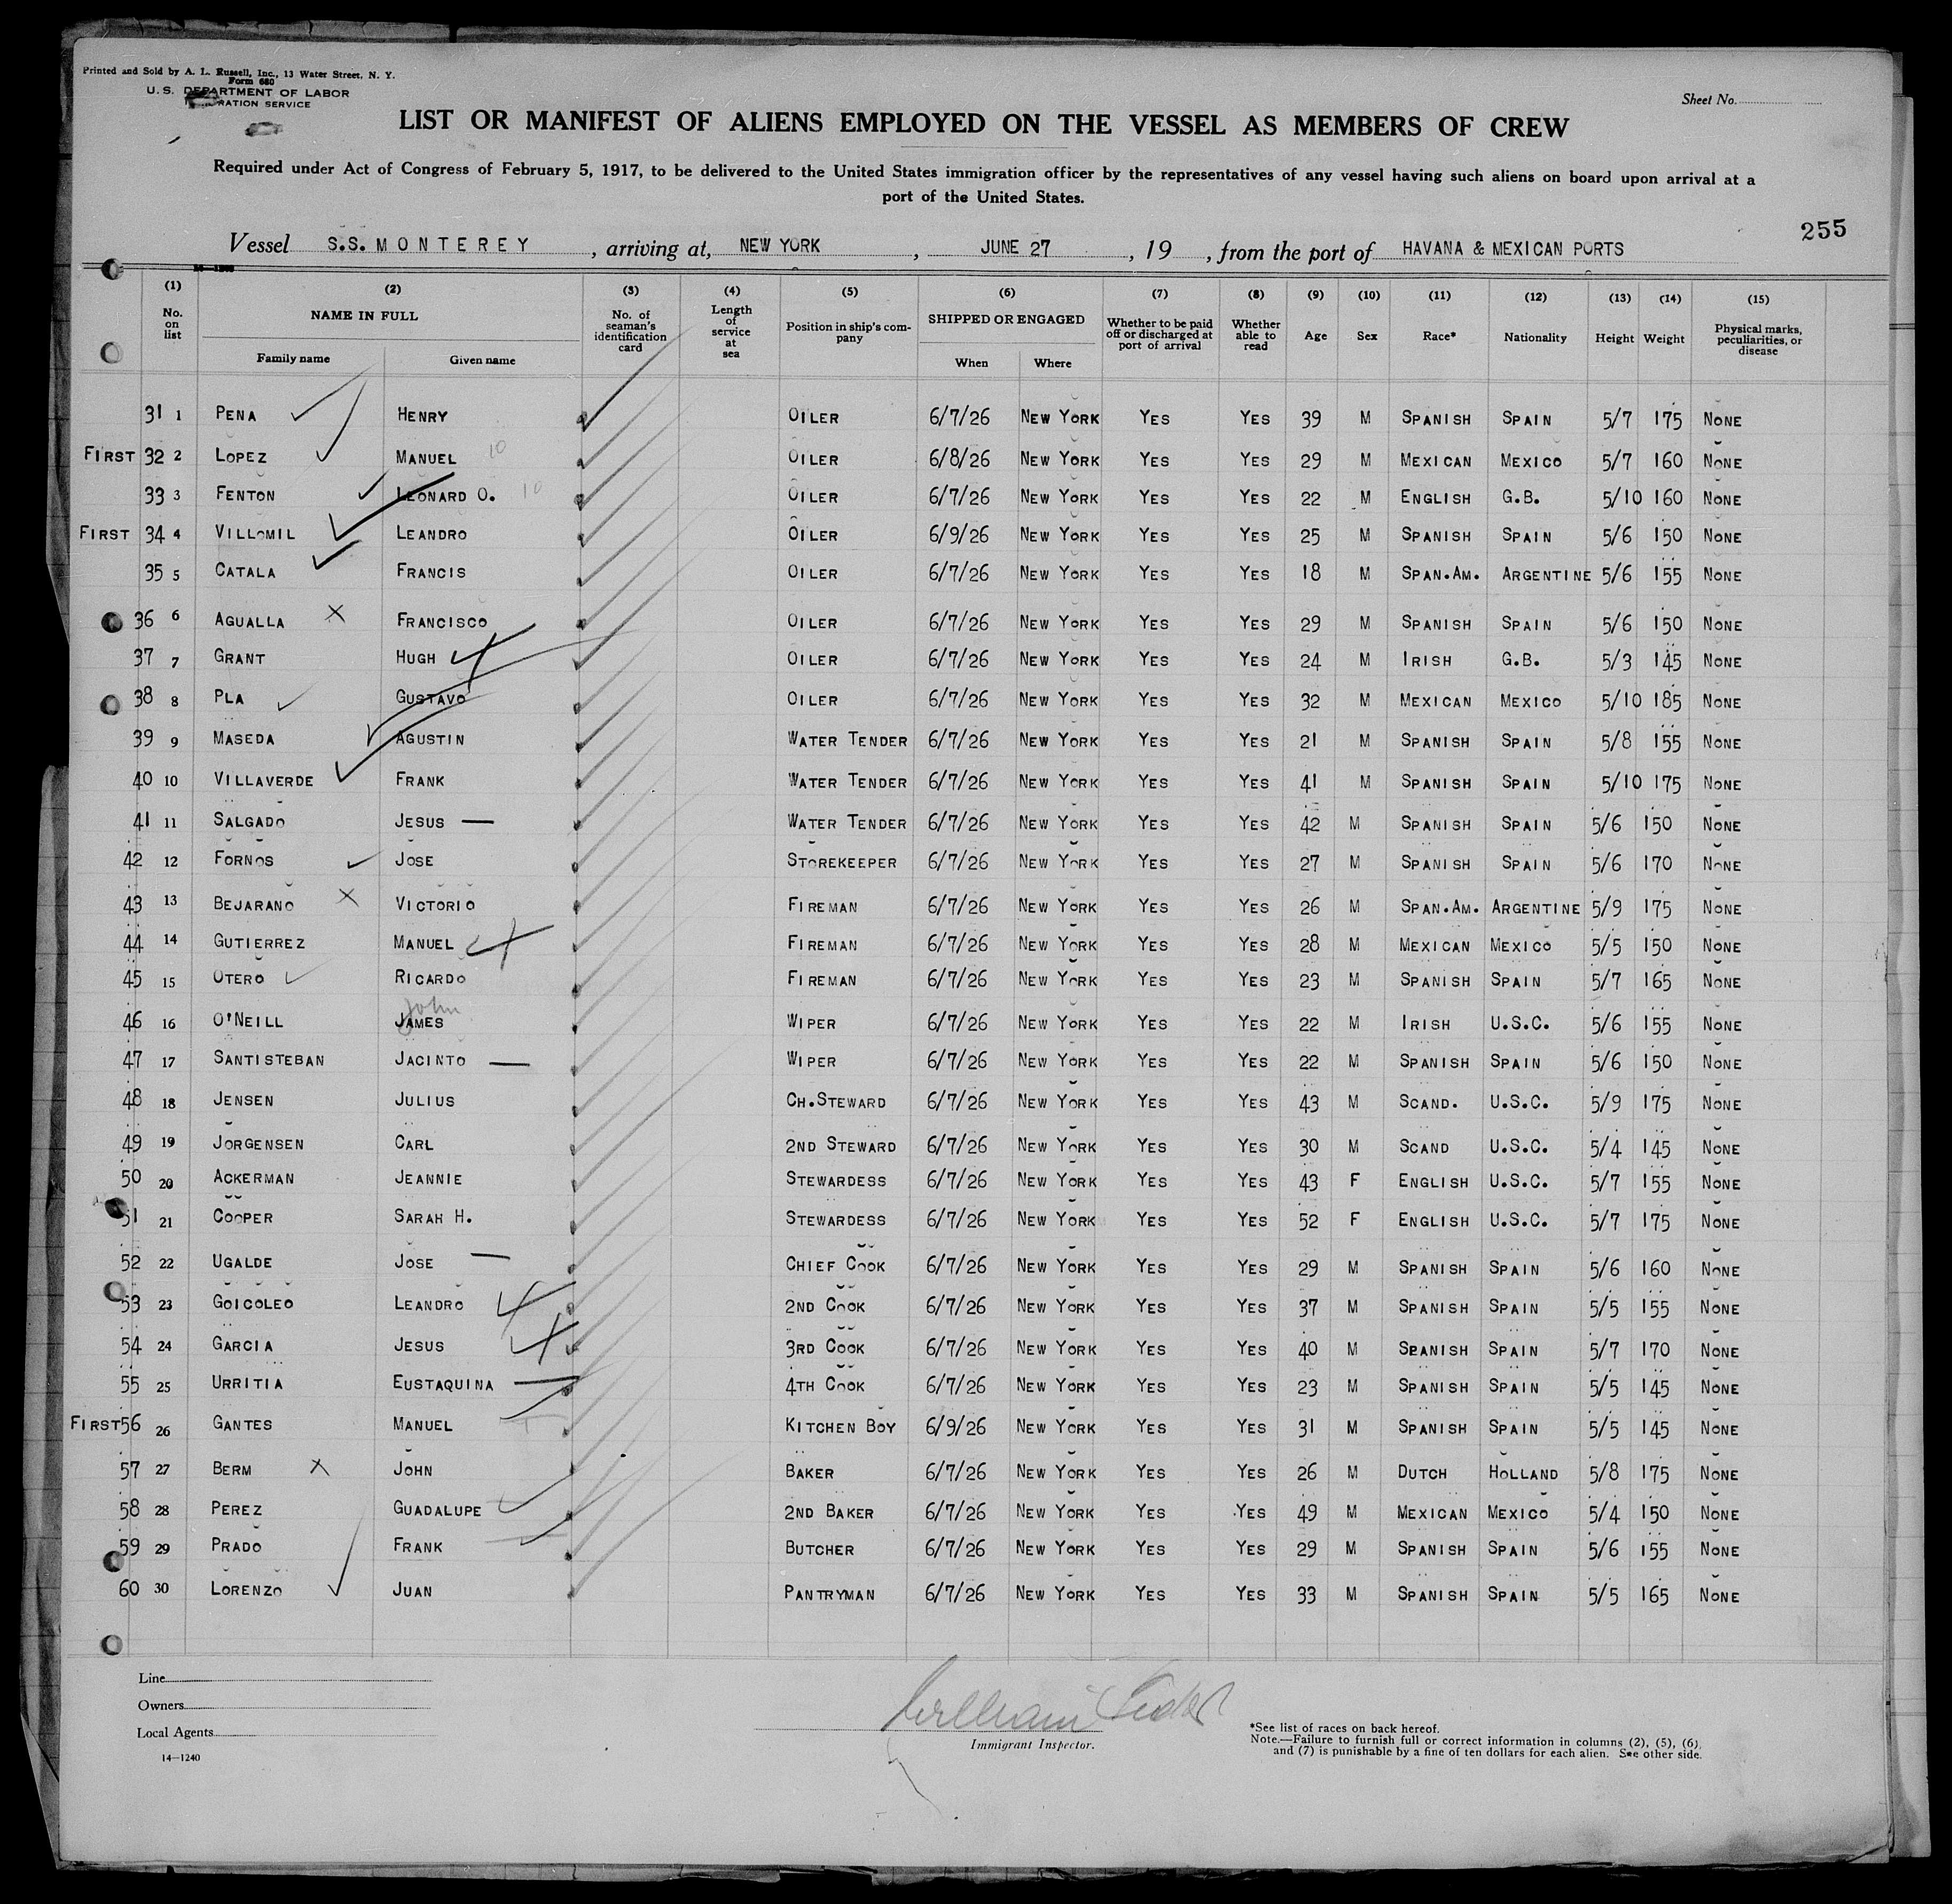 Printed and Sold by A. L. Russell, Inc., 13 Water Street, N. Y.
Form 680
U. S. DEPARTMENT OF LABOR
RATION SERVICE
Sheet No.
LIST OR MANIFEST OF ALIENS EMPLOYED ON THE VESSEL AS MEMBERS OF CREW
Required under Act of Congress of February 5, 1917, to be delivered to the United States immigration officer by the representatives of any vessel having such aliens on board upon arrival at a
port of the United States.
255
Vessel S.S. MONTEREY, arriving at, NEW YORK, JUNE 27, 19 , from the port of HAVANA & MEXICAN PORTS
(1) (2) (3) (4) (5) (6) (7) (8) (9) (10) (11) (12) (13) (14) (15)
No. on list NAME IN FULL Family name Given name No. of seaman's identification card Length of service at sea Position in ship's company SHIPPED OR ENGAGED When Where Whether to be paid off or discharged at port of arrival Whether able to read Age Sex Race* Nationality Height Weight Physical marks, peculiarities, or disease
31 1 PENA HENRY OILER 6/7/26 NEW YORK YES YES 39 M SPANISH SPAIN 5/7 175 NONE
FIRST 32 2 LOPEZ MANUEL 10 OILER 6/8/26 NEW YORK YES YES 29 M MEXICAN MEXICO 5/7 160 NONE
33 3 FENTON LEONARD O. 10 OILER 6/7/26 NEW YORK YES YES 22 M ENGLISH G.B. 5/10 160 NONE
FIRST 34 4 VILLOMIL LEANDRO OILER 6/9/26 NEW YORK YES YES 25 M SPANISH SPAIN 5/6 150 NONE
35 5 CATALA FRANCIS OILER 6/7/26 NEW YORK YES YES 18 M SPAN.AM. ARGENTINE 5/6 155 NONE
36 6 AGUALLA FRANCISCO OILER 6/7/26 NEW YORK YES YES 29 M SPANISH SPAIN 5/6 150 NONE
37 7 GRANT HUGH OILER 6/7/26 NEW YORK YES YES 24 M IRISH G.B. 5/3 145 NONE
38 8 PLA GUSTAVO OILER 6/7/26 NEW YORK YES YES 32 M MEXICAN MEXICO 5/10 185 NONE
39 9 MASEDA AGUSTIN WATER TENDER 6/7/26 NEW YORK YES YES 21 M SPANISH SPAIN 5/8 155 NONE
40 10 VILLAVERDE FRANK WATER TENDER 6/7/26 NEW YORK YES YES 41 M SPANISH SPAIN 5/10 175 NONE
41 11 SALGADO JESUS — WATER TENDER 6/7/26 NEW YORK YES YES 42 M SPANISH SPAIN 5/6 150 NONE
42 12 FORNOS JOSE STOREKEEPER 6/7/26 NEW YORK YES YES 27 M SPANISH SPAIN 5/6 170 NONE
43 13 BEJARANO VICTORIO FIREMAN 6/7/26 NEW YORK YES YES 26 M SPAN.AM. ARGENTINE 5/9 175 NONE
44 14 GUTIERREZ MANUEL FIREMAN 6/7/26 NEW YORK YES YES 28 M MEXICAN MEXICO 5/5 150 NONE
45 15 OTERO RICARDO FIREMAN 6/7/26 NEW YORK YES YES 23 M SPANISH SPAIN 5/7 165 NONE
John
46 16 O'NEILL JAMES WIPER 6/7/26 NEW YORK YES YES 22 M IRISH U.S.C. 5/6 155 NONE
47 17 SANTISTEBAN JACINTO — WIPER 6/7/26 NEW YORK YES YES 22 M SPANISH SPAIN 5/6 150 NONE
48 18 JENSEN JULIUS CH.STEWARD 6/7/26 NEW YORK YES YES 43 M SCAND. U.S.C. 5/9 175 NONE
49 19 JORGENSEN CARL 2ND STEWARD 6/7/26 NEW YORK YES YES 30 M SCAND U.S.C. 5/4 145 NONE
50 20 ACKERMAN JEANNIE STEWARDESS 6/7/26 NEW YORK YES YES 43 F ENGLISH U.S.C. 5/7 155 NONE
51 21 COOPER SARAH H. STEWARDESS 6/7/26 NEW YORK YES YES 52 F ENGLISH U.S.C. 5/7 175 NONE
52 22 UGALDE JOSE — CHIEF COOK 6/7/26 NEW YORK YES YES 29 M SPANISH SPAIN 5/6 160 NONE
53 23 GOICOLEO LEANDRO 2ND COOK 6/7/26 NEW YORK YES YES 37 M SPANISH SPAIN 5/5 155 NONE
54 24 GARCIA JESUS 3RD COOK 6/7/26 NEW YORK YES YES 40 M SPANISH SPAIN 5/7 170 NONE
55 25 URRITIA EUSTAQUINA — 4TH COOK 6/7/26 NEW YORK YES YES 23 M SPANISH SPAIN 5/5 145 NONE
FIRST 56 26 GANTES MANUEL KITCHEN BOY 6/9/26 NEW YORK YES YES 31 M SPANISH SPAIN 5/5 145 NONE
57 27 BERM JOHN BAKER 6/7/26 NEW YORK YES YES 26 M DUTCH HOLLAND 5/8 175 NONE
58 28 PEREZ GUADALUPE 2ND BAKER 6/7/26 NEW YORK YES YES 49 M MEXICAN MEXICO 5/4 150 NONE
59 29 PRADO FRANK BUTCHER 6/7/26 NEW YORK YES YES 29 M SPANISH SPAIN 5/6 155 NONE
60 30 LORENZO JUAN PANTRYMAN 6/7/26 NEW YORK YES YES 33 M SPANISH SPAIN 5/5 165 NONE
Line
Owners
Local Agents
14—1240
William
Immigrant Inspector.
*See list of races on back hereof.
Note.—Failure to furnish full or correct information in columns (2), (5), (6),
and (7) is punishable by a fine of ten dollars for each alien. See other side.